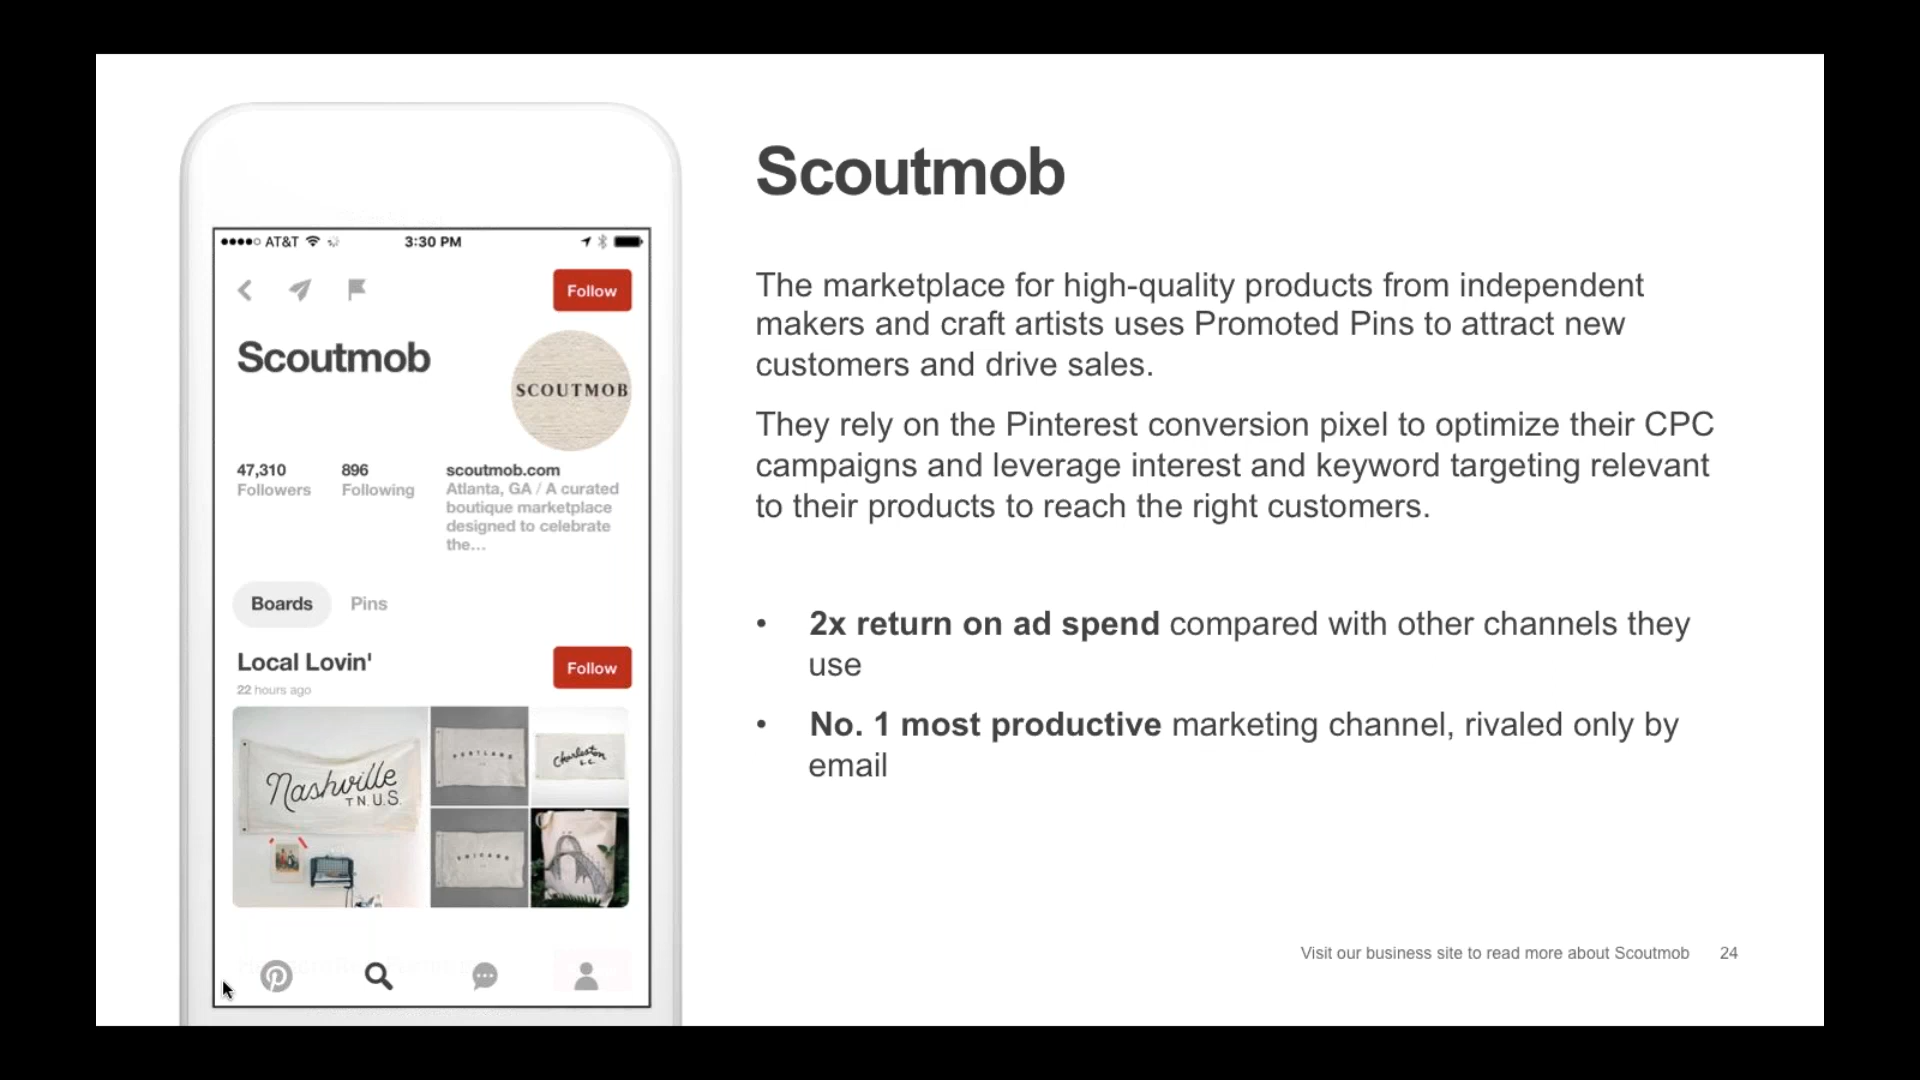 AT&T
3:30 PM
Follow
Scoutmob
SCOUTMOB
47,310
Followers
896
Following
scoutmob.com
Atlanta, GA / A curated
boutique marketplace
designed to celebrate
the...
Boards
Pins
Local Lovin'
Follow
22 hours ago
Nashville
TN.U.S.
PORTLAND
Charleston
S.C.
CHICAGO
Scoutmob
The marketplace for high-quality products from independent
makers and craft artists uses Promoted Pins to attract new
customers and drive sales.
They rely on the Pinterest conversion pixel to optimize their CPC
campaigns and leverage interest and keyword targeting relevant
to their products to reach the right customers.
• 2x return on ad spend compared with other channels they
use
• No. 1 most productive marketing channel, rivaled only by
email
Visit our business site to read more about Scoutmob
24